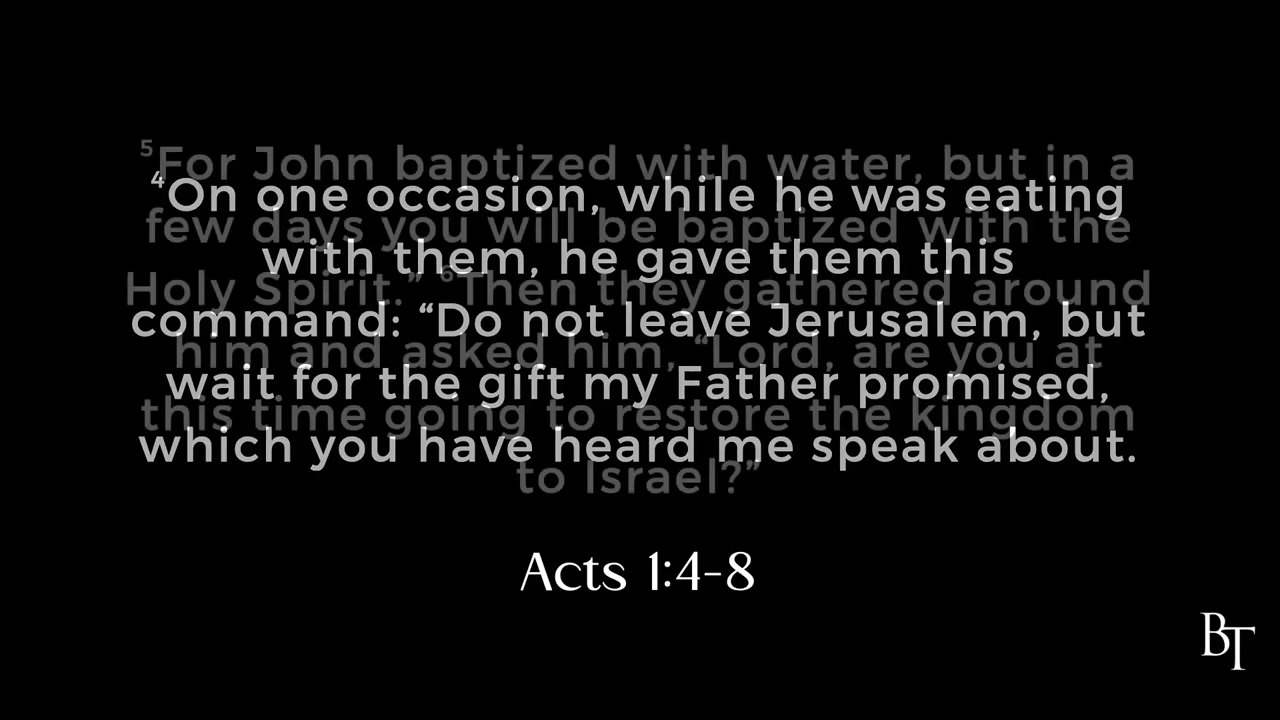 ⁴On one occasion, while he was eating
with them, he gave them this
command: “Do not leave Jerusalem, but
wait for the gift my Father promised,
which you have heard me speak about.
⁵For John baptized with water, but in a
few days you will be baptized with the
Holy Spirit.” ⁶Then they gathered around
him and asked him, “Lord, are you at
this time going to restore the kingdom
to Israel?”
Acts 1:4-8
BT